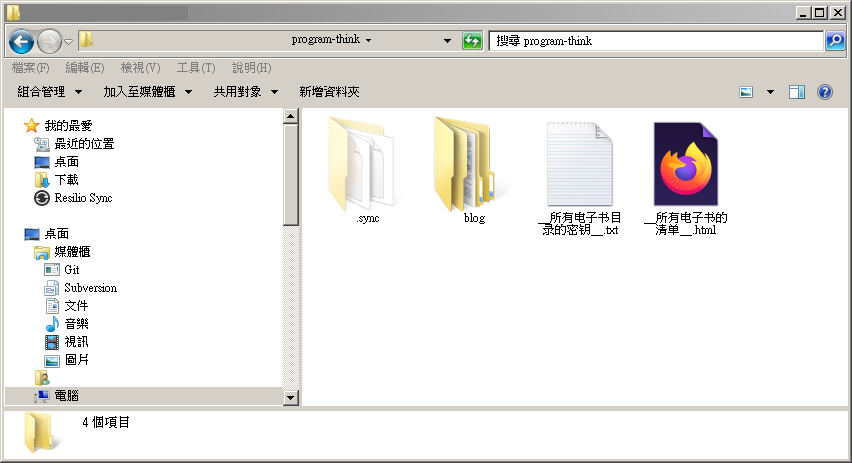 program-think
搜尋 program-think
檔案(F) 編輯(E) 檢視(V) 工具(T) 說明(H)
組合管理 加入至媒體櫃 共用對象 新增資料夾
我的最愛
最近的位置
桌面
下載
Resilio Sync
桌面
媒體櫃
Git
Subversion
文件
音樂
視訊
圖片
電腦
.sync
blog
__所有电子书目
录的密钥__.txt
__所有电子书的
清单__.html
4 個項目